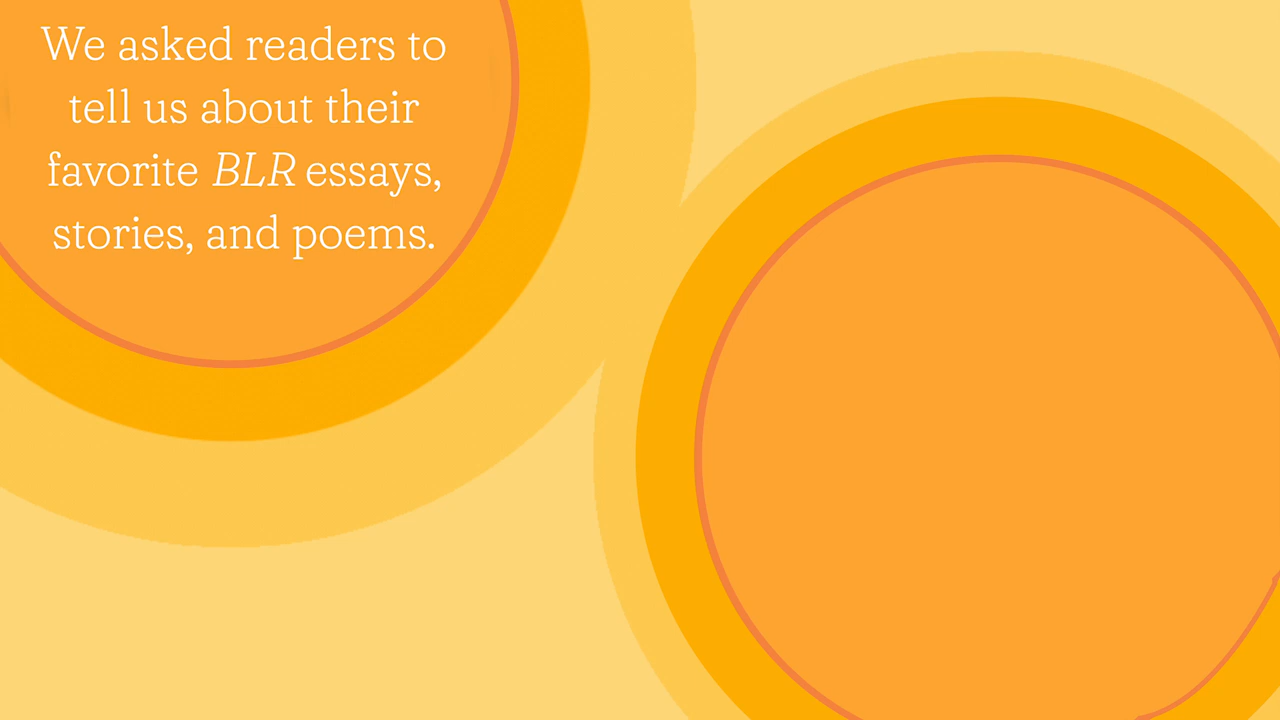 We asked readers to
tell us about their
favorite BLR essays,
stories, and poems.